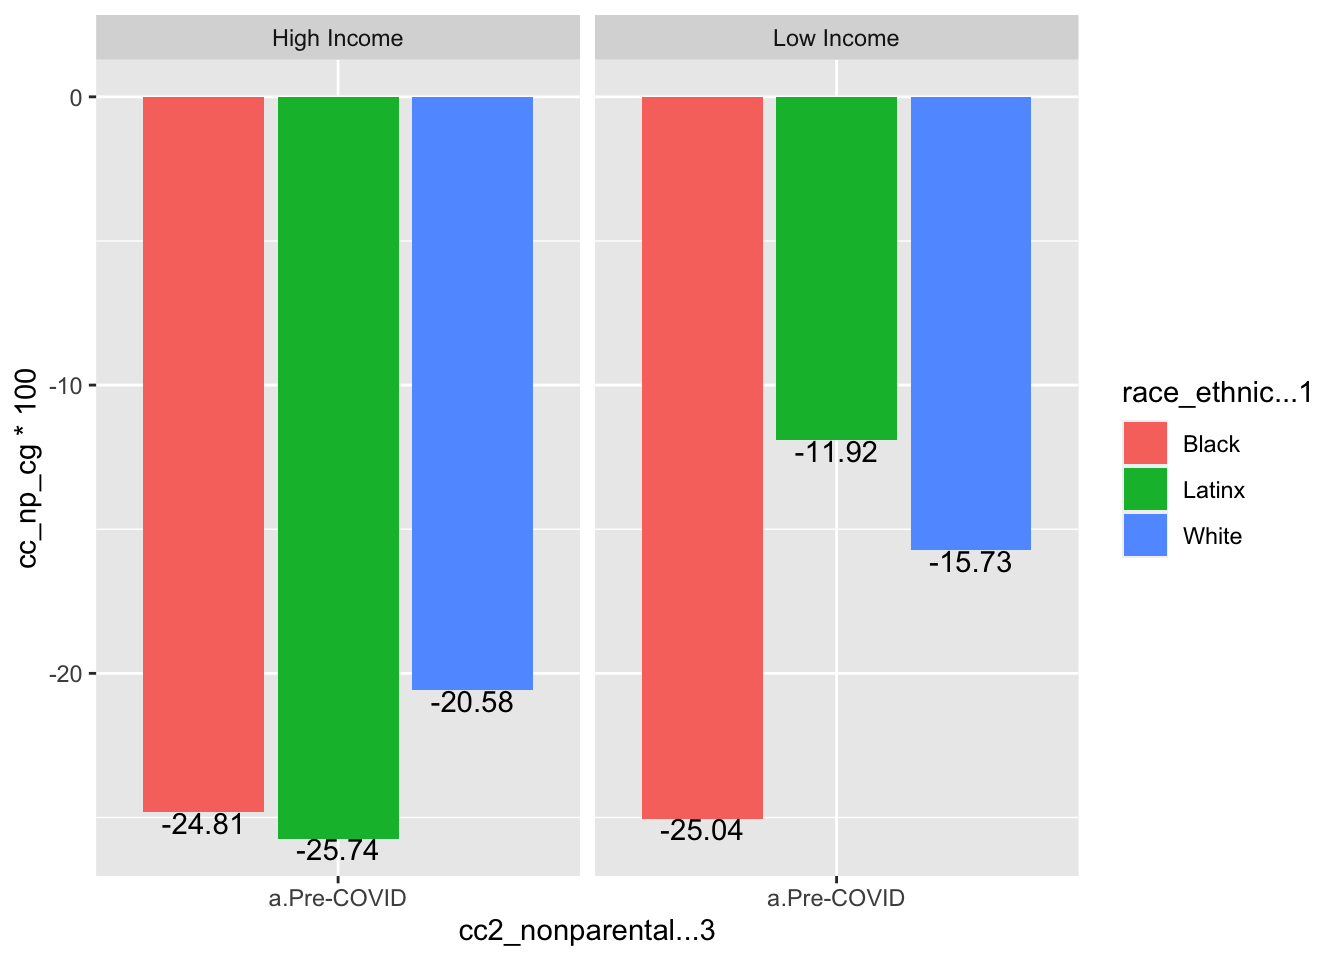 High Income
Low Income
0
-10
-20
cc_np_cg * 100
-24.81
-25.74
-20.58
-25.04
-11.92
-15.73
a.Pre-COVID
a.Pre-COVID
cc2_nonparental...3
race_ethnic...1
Black
Latinx
White